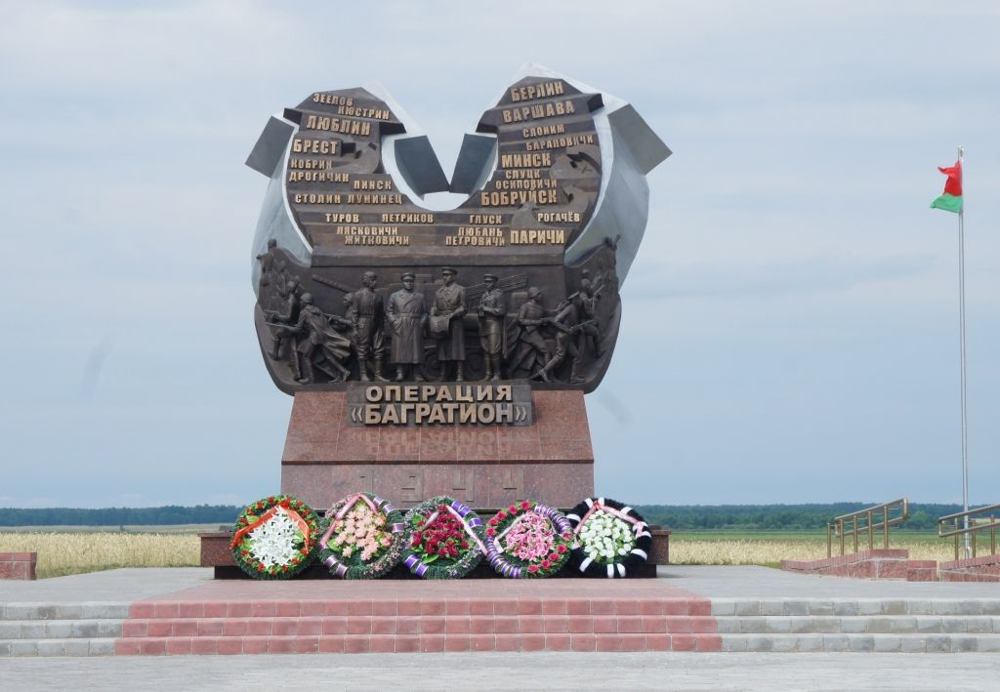 ЗЕЕЛОВ
КЮСТРИН
ЛЮБЛИН
БРЕСТ
КОБРИН
ДРОГИЧИН
ПИНСК
СТОЛИН ЛУНИНЕЦ
ТУРОВ ПЕТРИКОВ
ЛЯСКОВИЧИ
ЖИТКОВИЧИ
БЕРЛИН
ВАРШАВА
СЛОНИМ
БАРАНОВИЧИ
МИНСК
СЛУЦК
ОСИПОВИЧИ
БОБРУЙСК
ГЛУСК РОГАЧЁВ
ЛЮБАНЬ
ПЕТРОВИЧИ ПАРИЧИ
ОПЕРАЦИЯ
«БАГРАТИОН»
1944